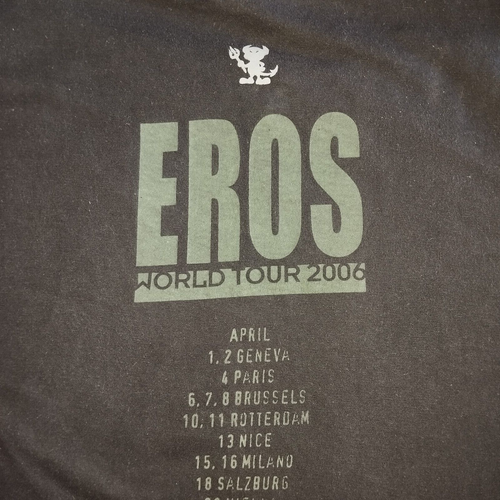 EROS
WORLD TOUR 2006
APRIL
1, 2 GENEVA
4 PARIS
6, 7, 8 BRUSSELS
10, 11 ROTTERDAM
13 NICE
15, 16 MILANO
18 SALZBURG